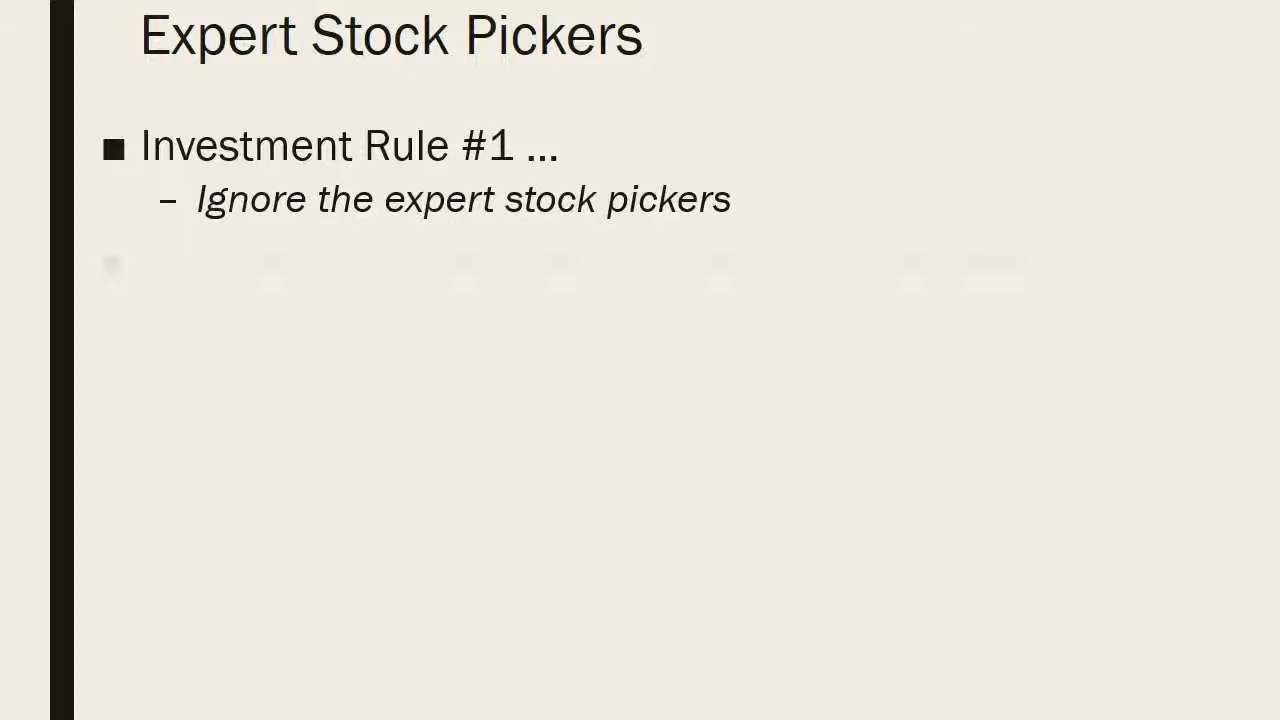 Expert Stock Pickers
■ Investment Rule #1 ...
– Ignore the expert stock pickers